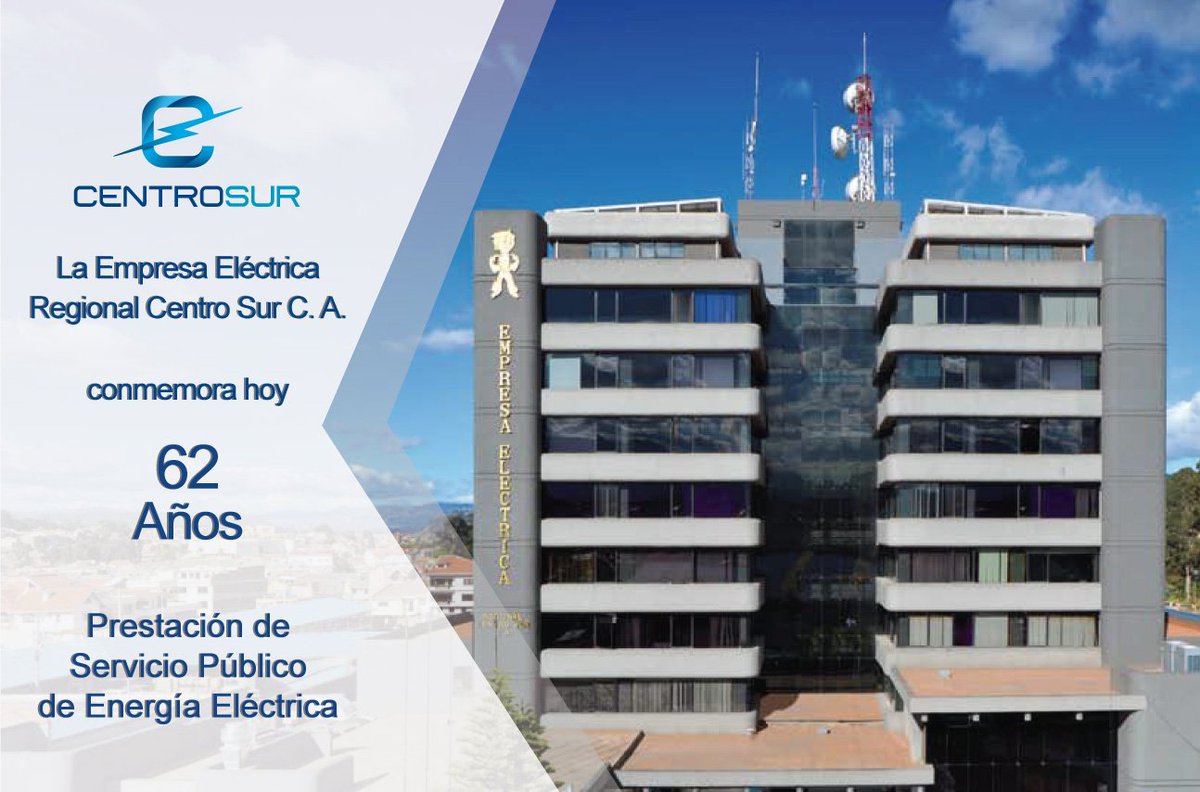 CENTROSUR
La Empresa Eléctrica
Regional Centro Sur C. A.
conmemora hoy
62
Años
Prestación de
Servicio Público
de Energía Eléctrica
EMPRESA ELECTRICA